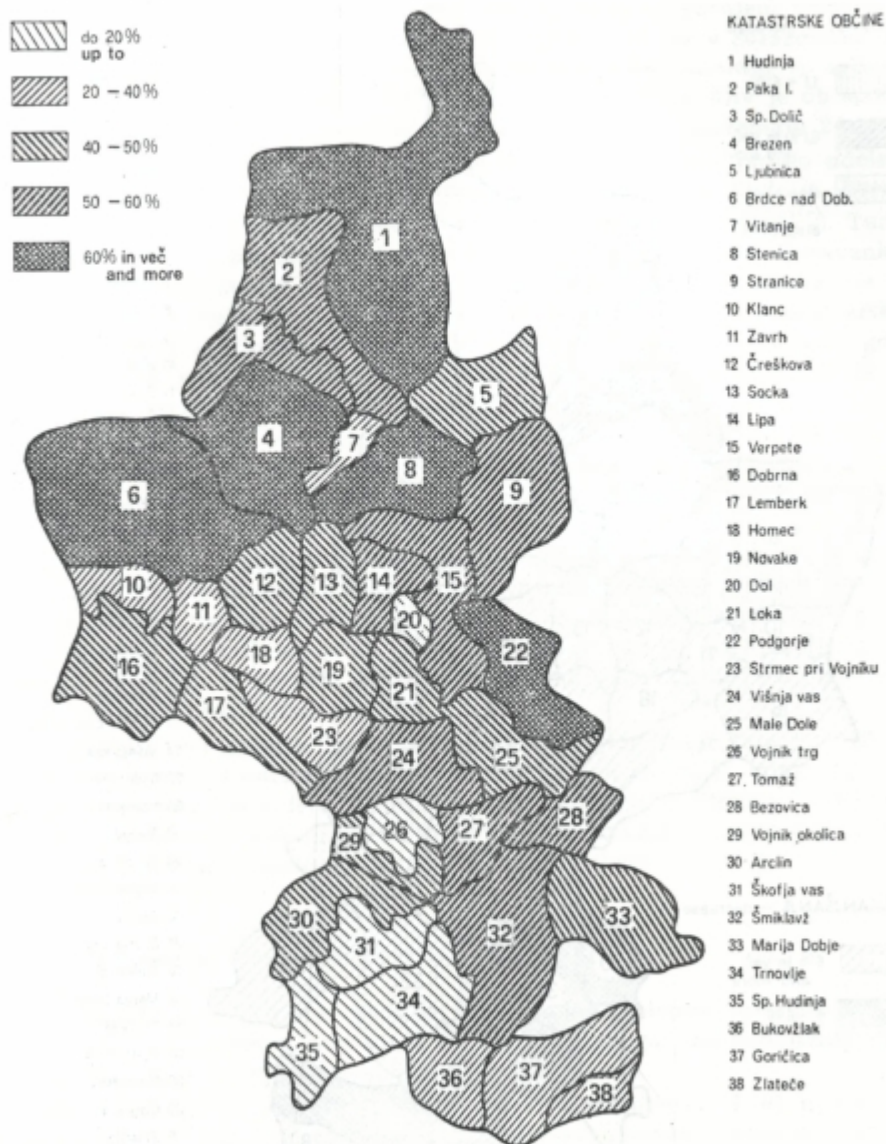 do 20%
up to
20 – 40%
40 – 50%
50 – 60%
60% in več
and more
KATASTRSKE OBČINE
1 Hudinja
2 Paka I.
3 Sp. Dolič
4 Brezen
5 Ljubnica
6 Brdce nad Dob.
7 Vitanje
8 Stenica
9 Stranice
10 Klanc
11 Zavrh
12 Čreškova
13 Socka
14 Lipa
15 Verpete
16 Dobrna
17 Lemberk
18 Homec
19 Novake
20 Dol
21 Loka
22 Podgorje
23 Strmec pri Vojniku
24 Višnja vas
25 Male Dole
26 Vojnik trg
27 Tomaž
28 Bezovica
29 Vojnik okolica
30 Arclin
31 Škofja vas
32 Šmiklavž
33 Marija Dobje
34 Trnovlje
35 Sp. Hudinja
36 Bukovžlak
37 Goričica
38 Zlateče
1
2
3
5
7
4
8
6
9
10
11
12
13
14
15
20
16
18
19
22
21
17
23
24
25
26
27
28
29
30
31
32
33
34
35
36
37
38